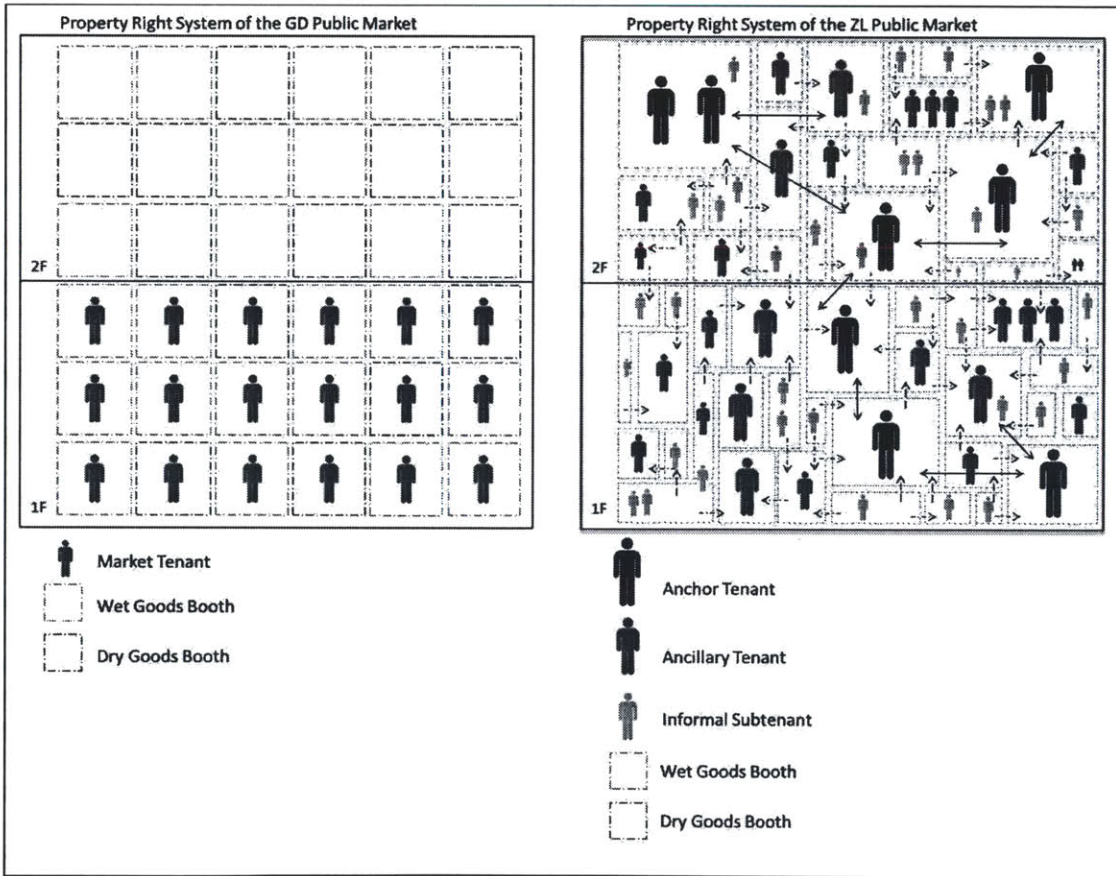 Property Right System of the GD Public Market
2F
1F
Market Tenant
Wet Goods Booth
Dry Goods Booth
Property Right System of the ZL Public Market
2F
1F
Anchor Tenant
Ancillary Tenant
Informal Subtenant
Wet Goods Booth
Dry Goods Booth